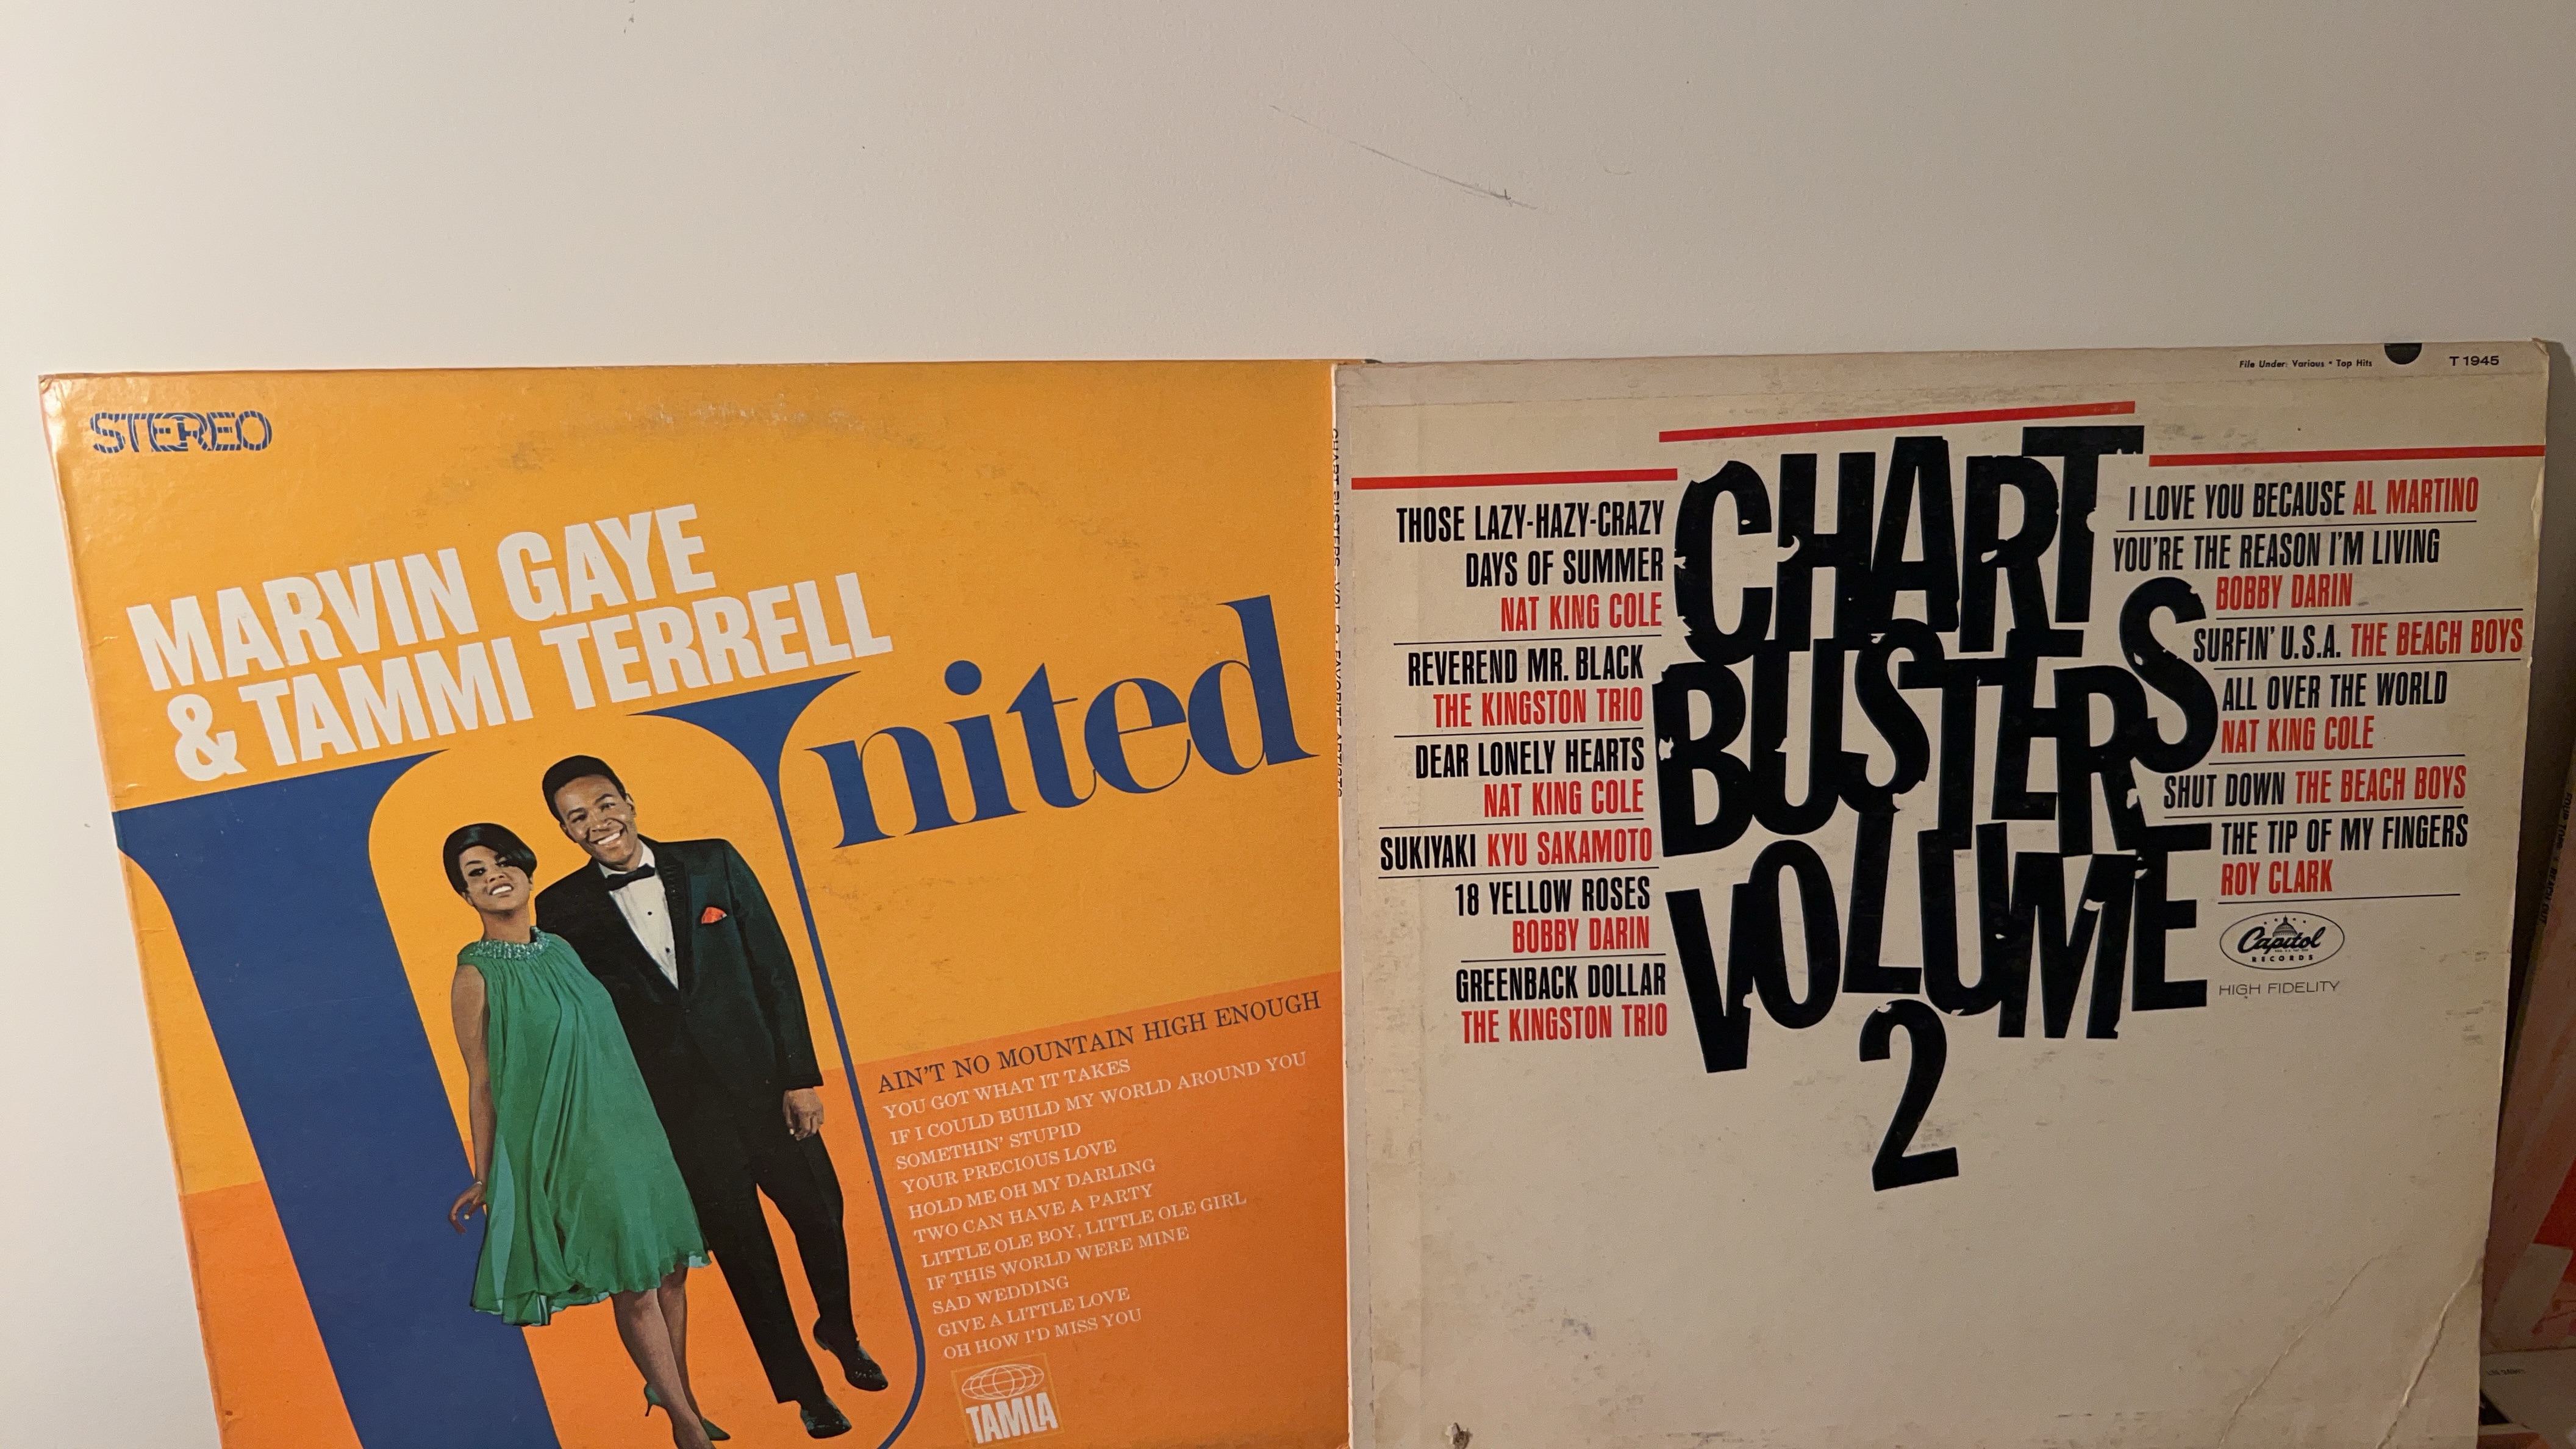 STEREO
MARVIN GAYE
& TAMMI TERRELL
United
AIN'T NO MOUNTAIN HIGH ENOUGH
YOU GOT WHAT IT TAKES
IF I COULD BUILD MY WORLD AROUND YOU
SOMETHIN' STUPID
YOUR PRECIOUS LOVE
HOLD ME OH MY DARLING
TWO CAN HAVE A PARTY
LITTLE OLE BOY, LITTLE OLE GIRL
IF THIS WORLD WERE MINE
SAD WEDDING
GIVE A LITTLE LOVE
OH HOW I'D MISS YOU
TAMLA
File Under: Various • Top Hits
T 1945
CHART
BUSTERS
VOLUME
2
THOSE LAZY-HAZY-CRAZY
DAYS OF SUMMER
NAT KING COLE
REVEREND MR. BLACK
THE KINGSTON TRIO
DEAR LONELY HEARTS
NAT KING COLE
SUKIYAKI KYU SAKAMOTO
18 YELLOW ROSES
BOBBY DARIN
GREENBACK DOLLAR
THE KINGSTON TRIO
I LOVE YOU BECAUSE AL MARTINO
YOU'RE THE REASON I'M LIVING
BOBBY DARIN
SURFIN' U.S.A. THE BEACH BOYS
ALL OVER THE WORLD
NAT KING COLE
SHUT DOWN THE BEACH BOYS
THE TIP OF MY FINGERS
ROY CLARK
Capitol
RECORDS
HIGH FIDELITY